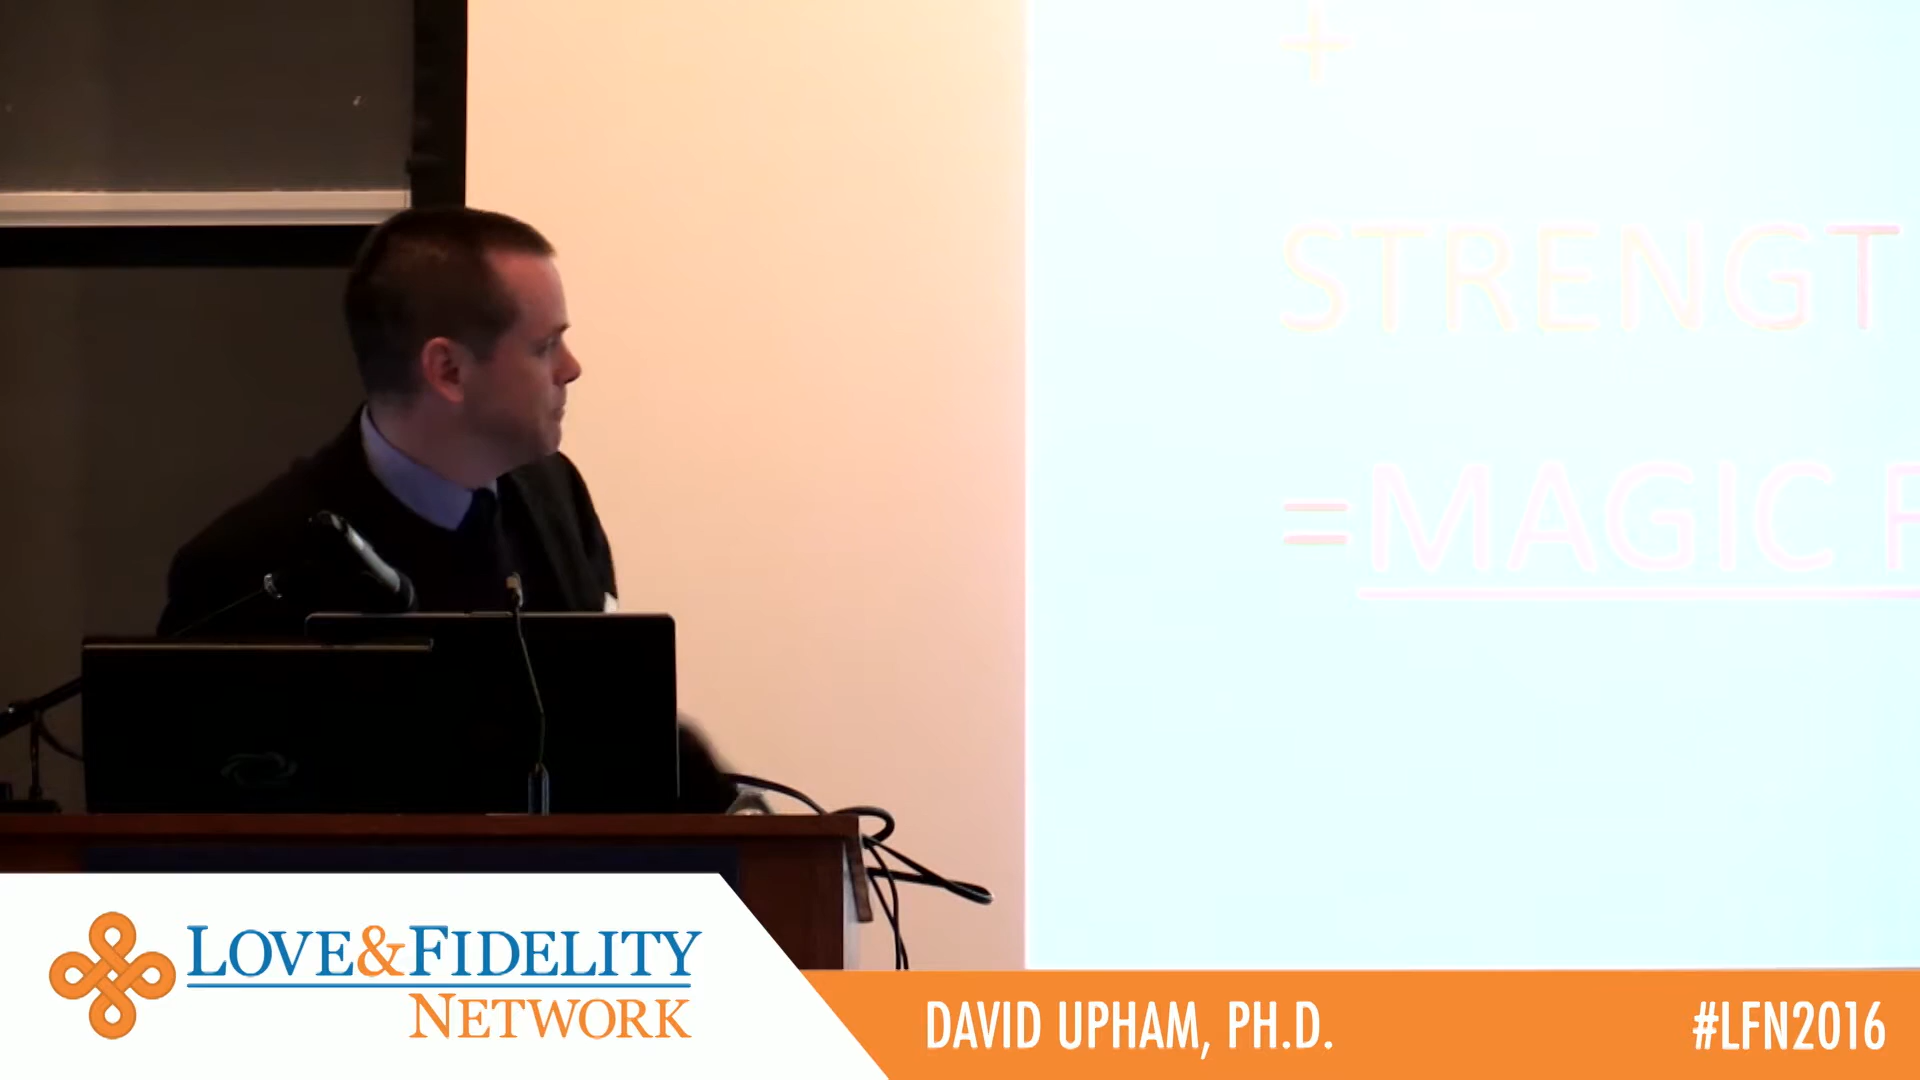 +
STRENGT
=MAGIC
LOVE&FIDELITY
NETWORK
DAVID UPHAM, PH.D.
#LFN2016